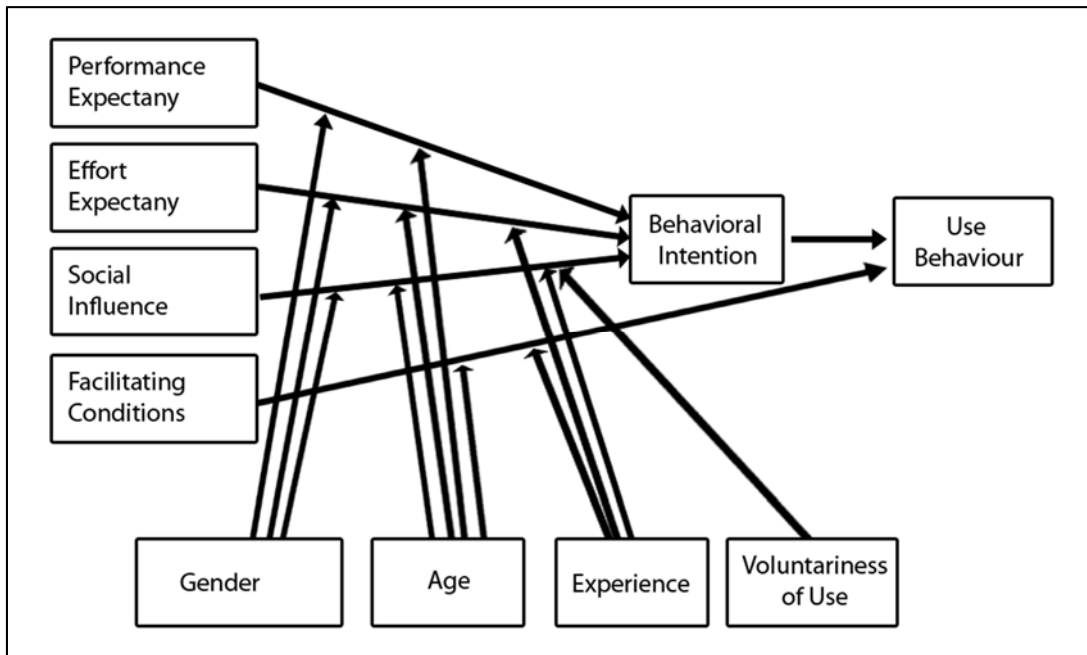 Performance
Expectany
Effort
Expectany
Social
Influence
Facilitating
Conditions
Behavioral
Intention
Use
Behaviour
Gender
Age
Experience
Voluntariness
of Use